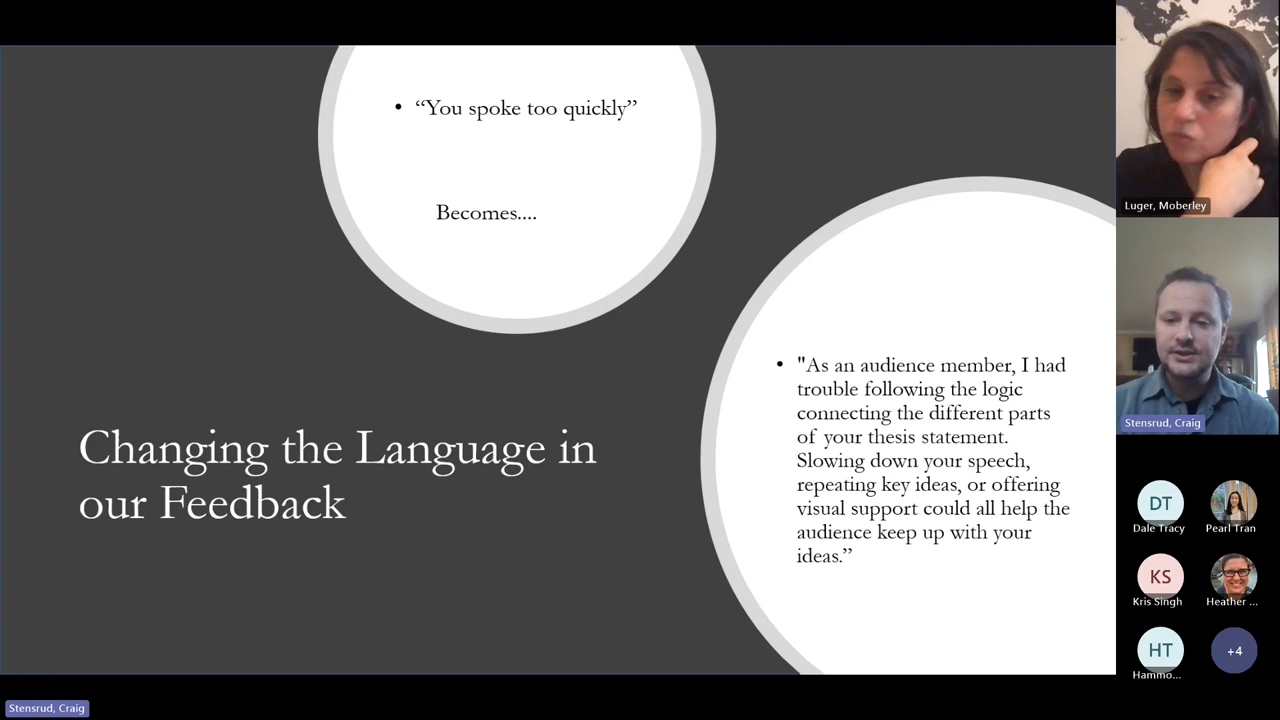 • “You spoke too quickly”
Becomes....
Changing the Language in
our Feedback
• "As an audience member, I had
trouble following the logic
connecting the different parts
of your thesis statement.
Slowing down your speech,
repeating key ideas, or offering
visual support could all help the
audience keep up with your
ideas.”
Luger, Moberley
Stensrud, Craig
DT
Dale Tracy
Pearl Tran
KS
Kris Singh
Heather ...
HT
Hammo...
+4
Stensrud, Craig